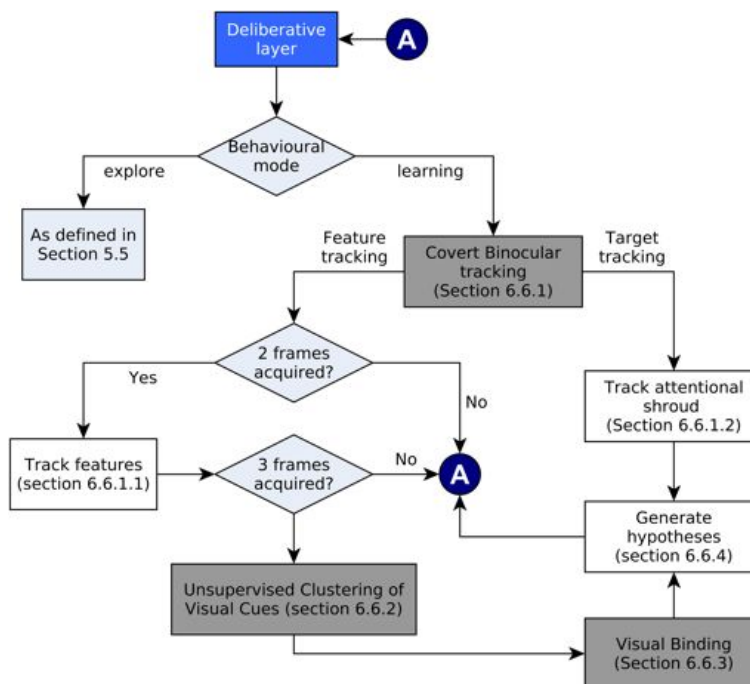 Deliberative
layer
A
Behavioural
mode
explore
learning
As defined in
Section 5.5
Feature
tracking
Covert Binocular
tracking
(Section 6.6.1)
Target
tracking
2 frames
acquired?
Yes
No
Track attentional
shroud
(Section 6.6.1.2)
Track features
(section 6.6.1.1)
3 frames
acquired?
No
A
Generate
hypotheses
(section 6.6.4)
Unsupervised Clustering of
Visual Cues (section 6.6.2)
Visual Binding
(Section 6.6.3)